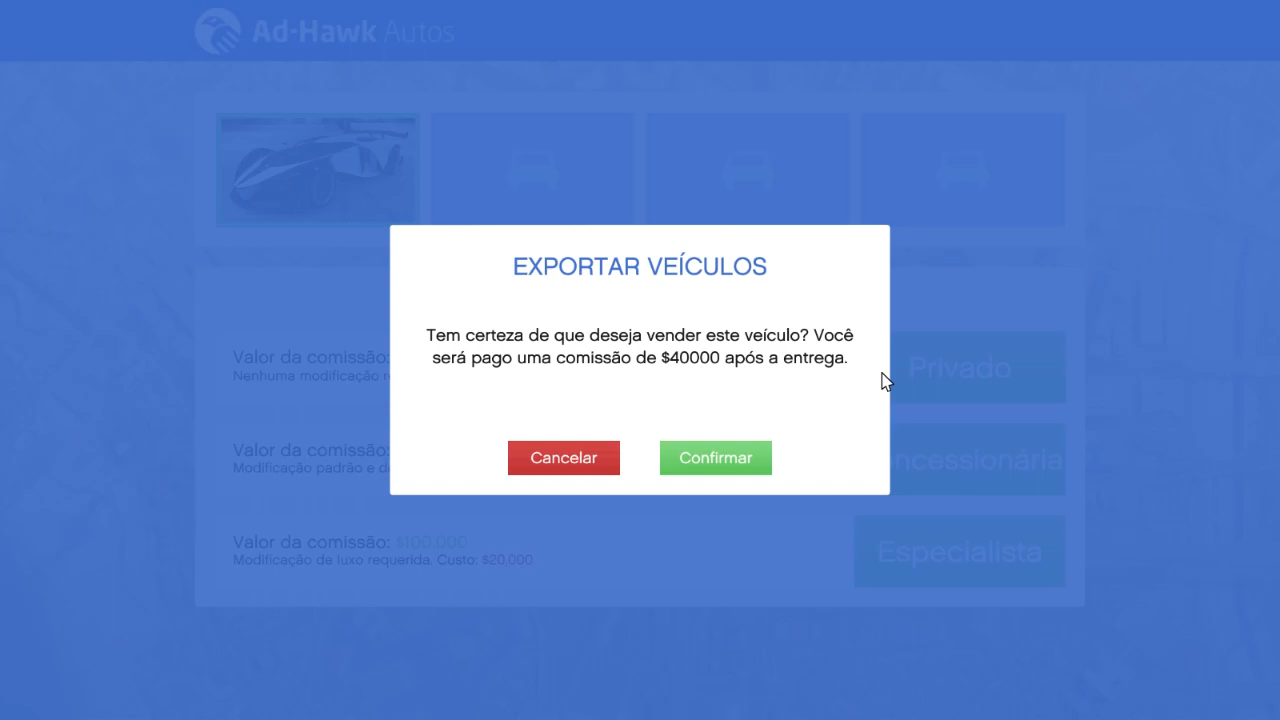 Ad-Hawk Autos
EXPORTAR VEÍCULOS
Tem certeza de que deseja vender este veículo? Você
será pago uma comissão de $40000 após a entrega.
Cancelar
Confirmar
Valor da comissão:
Nenhuma modificação
Privado
Valor da comissão:
Modificação padrão e
Valor da comissão: $100,000
Modificação de luxo requerida. Custo: $20,000
Especialista